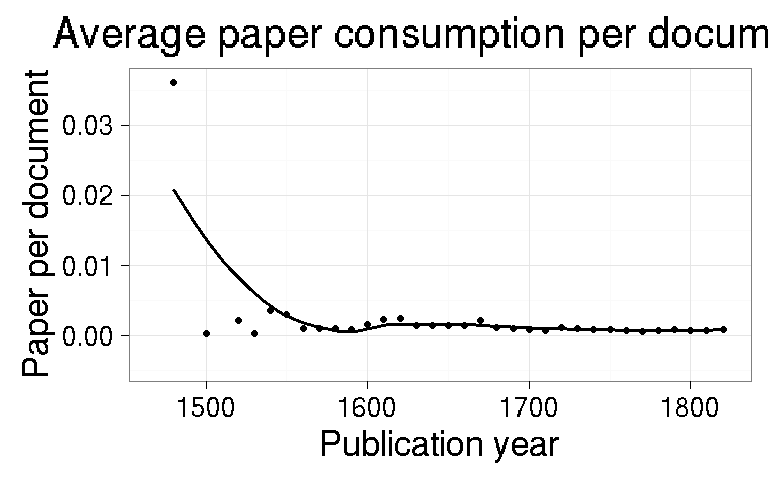 Average paper consumption per docum
Paper per document
0.03
0.02
0.01
0.00
1500 1600 1700 1800
Publication year